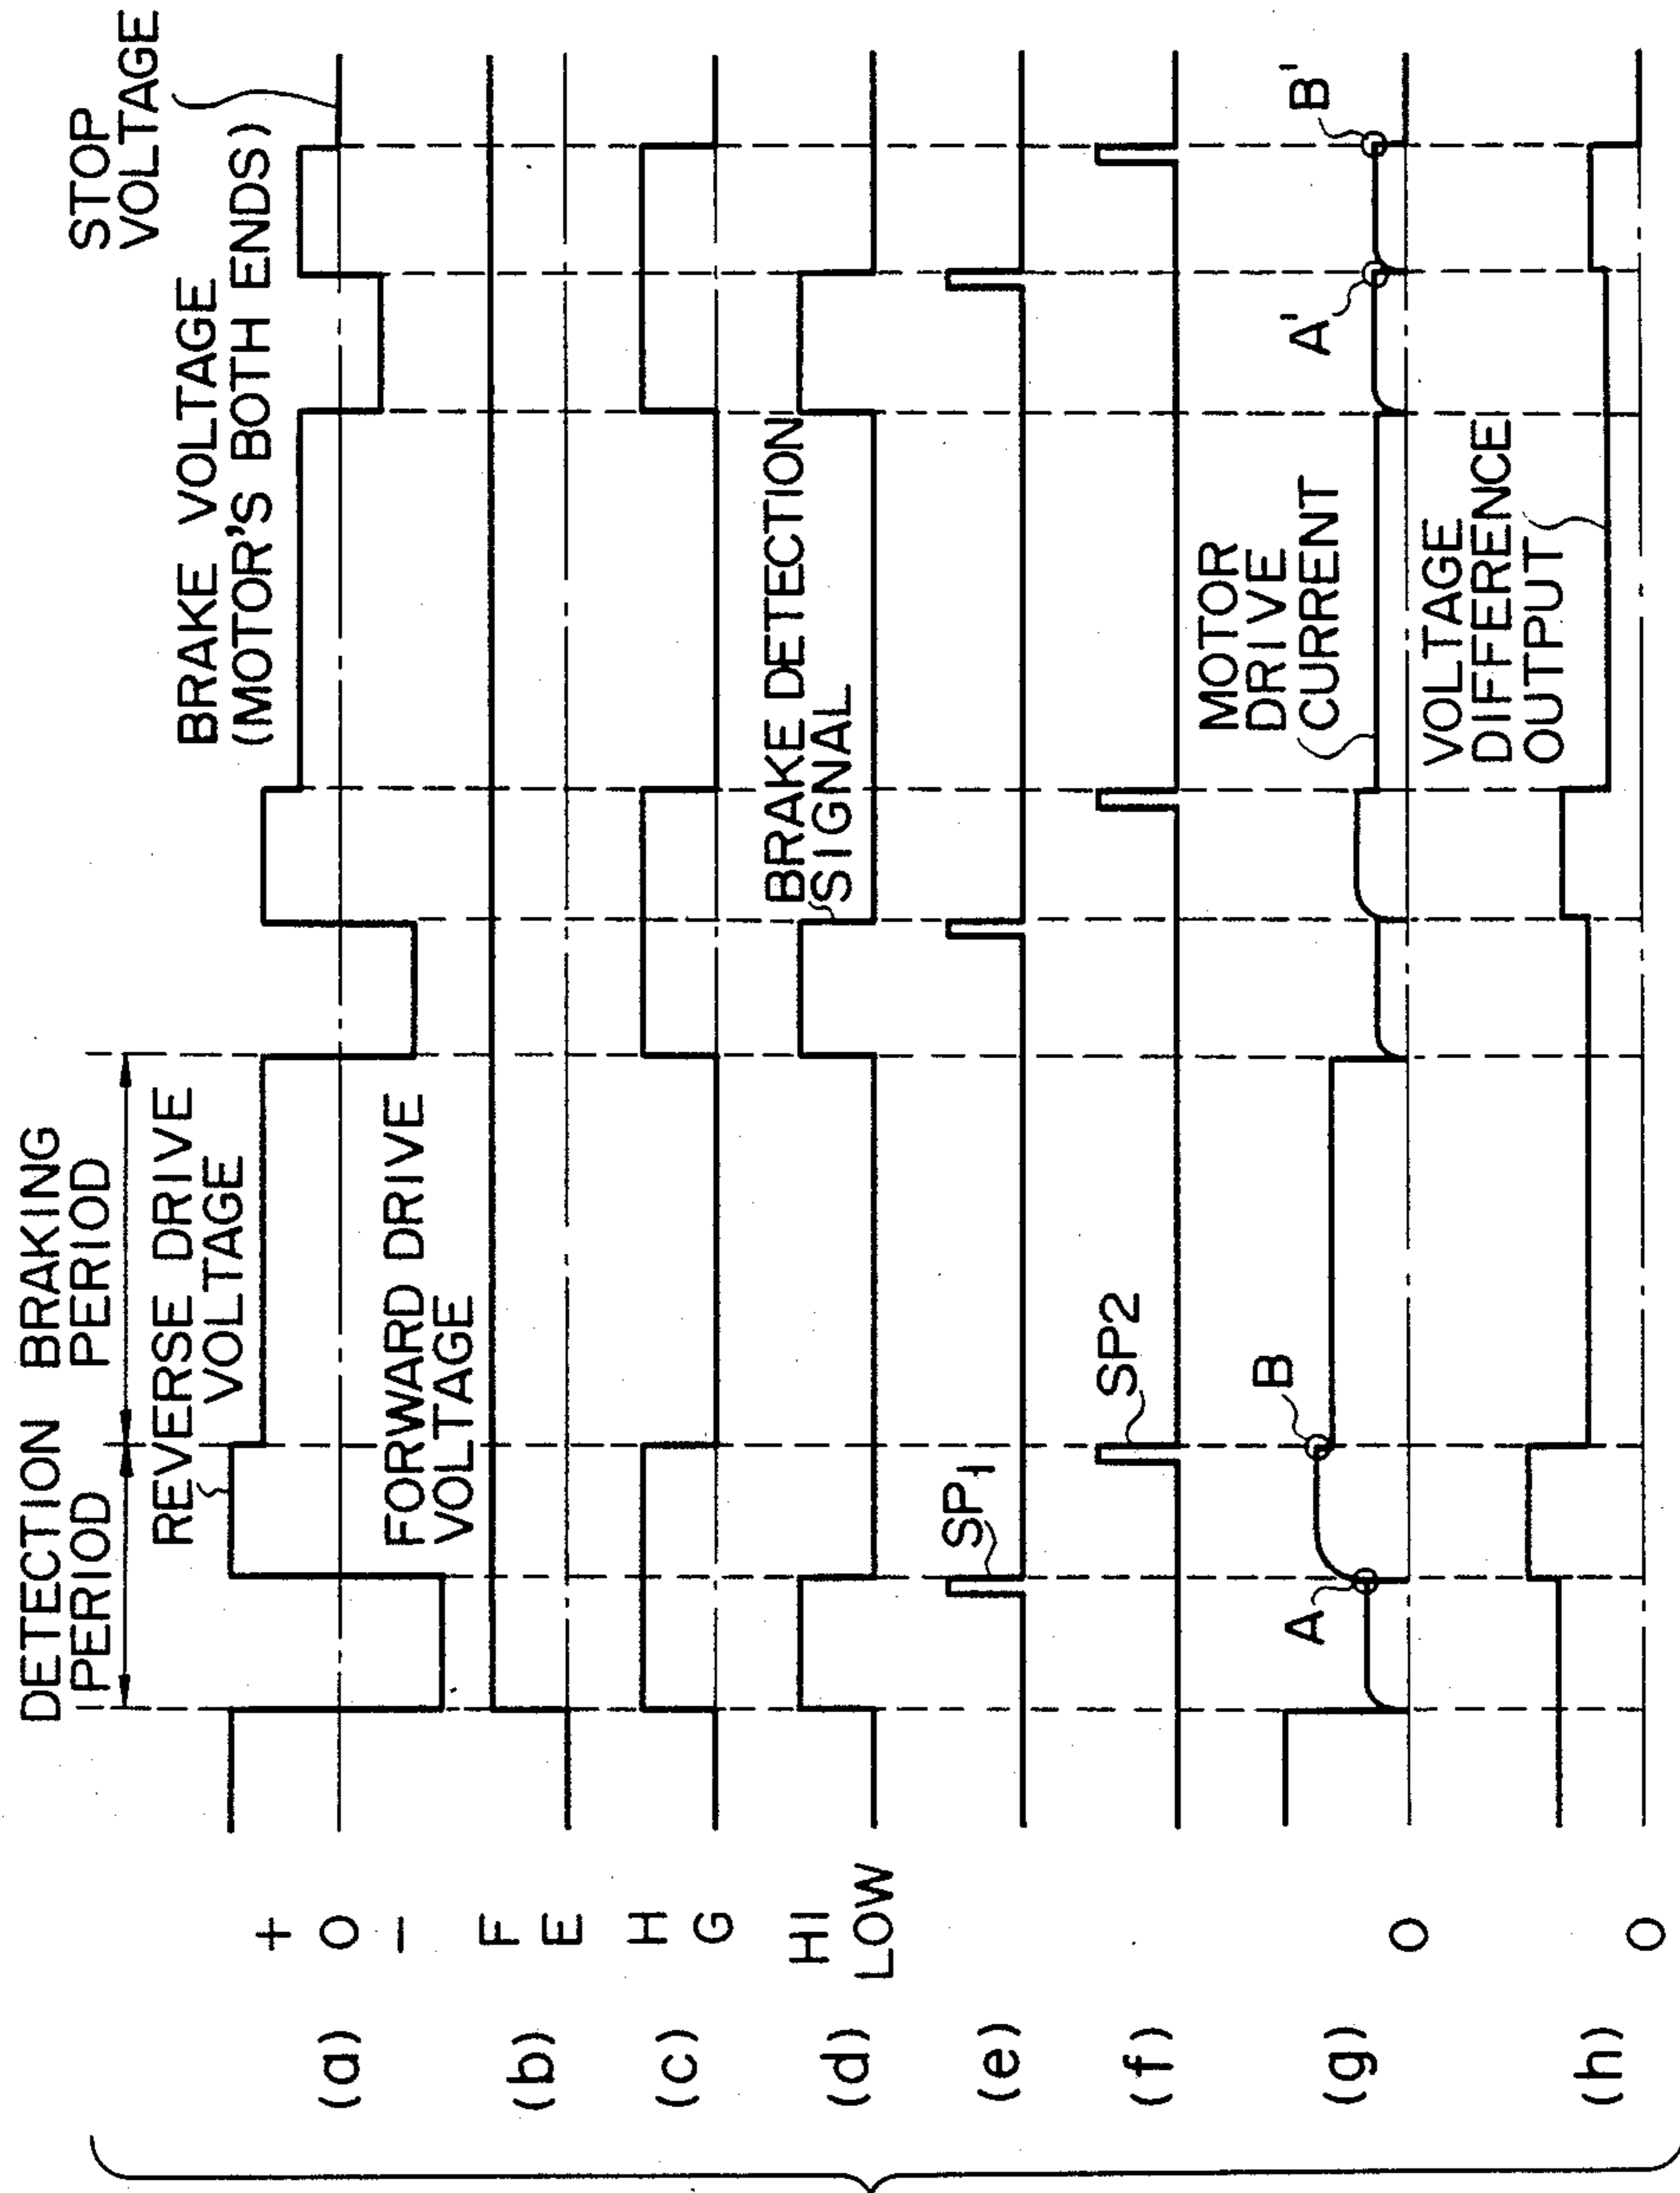 DETECTION
PERIOD
BRAKING
PERIOD
STOP
VOLTAGE
REVERSE DRIVE
VOLTAGE
BRAKE VOLTAGE
(MOTOR'S BOTH ENDS)
FORWARD DRIVE
VOLTAGE
(a)
+
0
−
(b)
F
E
(c)
H
G
(d)
HI
LOW
BRAKE DETECTION
SIGNAL
(e)
SP1
(f)
SP2
(g)
0
A
B
MOTOR
DRIVE
CURRENT
A'
B'
(h)
0
VOLTAGE
DIFFERENCE
OUTPUT